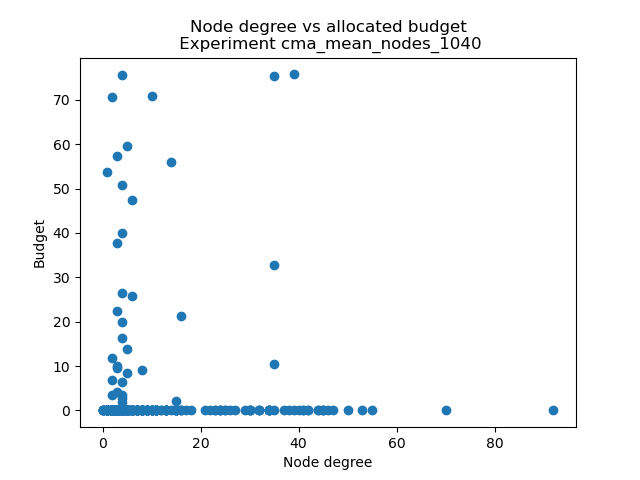 Node degree vs allocated budget
Experiment cma_mean_nodes_1040
Budget
70
60
50
40
30
20
10
0
0 20 40 60 80
Node degree